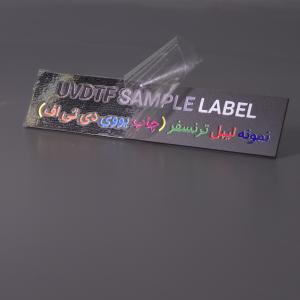 UVDTF SAMPLE LABEL
نمونه لیبل ترنسفر (چاپ یووی دی تی اف)